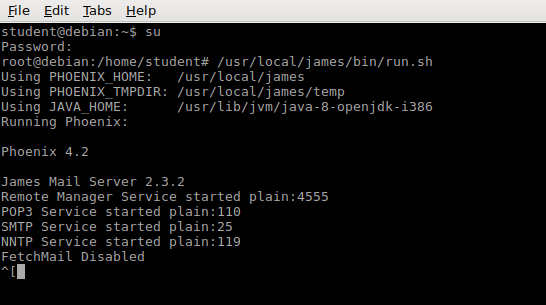 File Edit Tabs Help
student@debian:~$ su
Password:
root@debian:/home/student# /usr/local/james/bin/run.sh
Using PHOENIX_HOME:   /usr/local/james
Using PHOENIX_TMPDIR: /usr/local/james/temp
Using JAVA_HOME:      /usr/lib/jvm/java-8-openjdk-i386
Running Phoenix:
Phoenix 4.2
James Mail Server 2.3.2
Remote Manager Service started plain:4555
POP3 Service started plain:110
SMTP Service started plain:25
NNTP Service started plain:119
FetchMail Disabled
^[